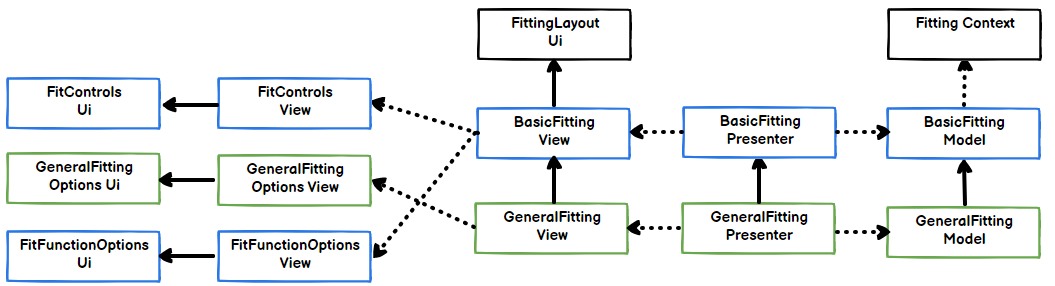 FittingLayout
Ui
Fitting Context
FitControls
Ui
FitControls
View
BasicFitting
View
BasicFitting
Presenter
BasicFitting
Model
GeneralFitting
Options Ui
GeneralFitting
Options View
GeneralFitting
View
GeneralFitting
Presenter
GeneralFitting
Model
FitFunctionOptions
Ui
FitFunctionOptions
View